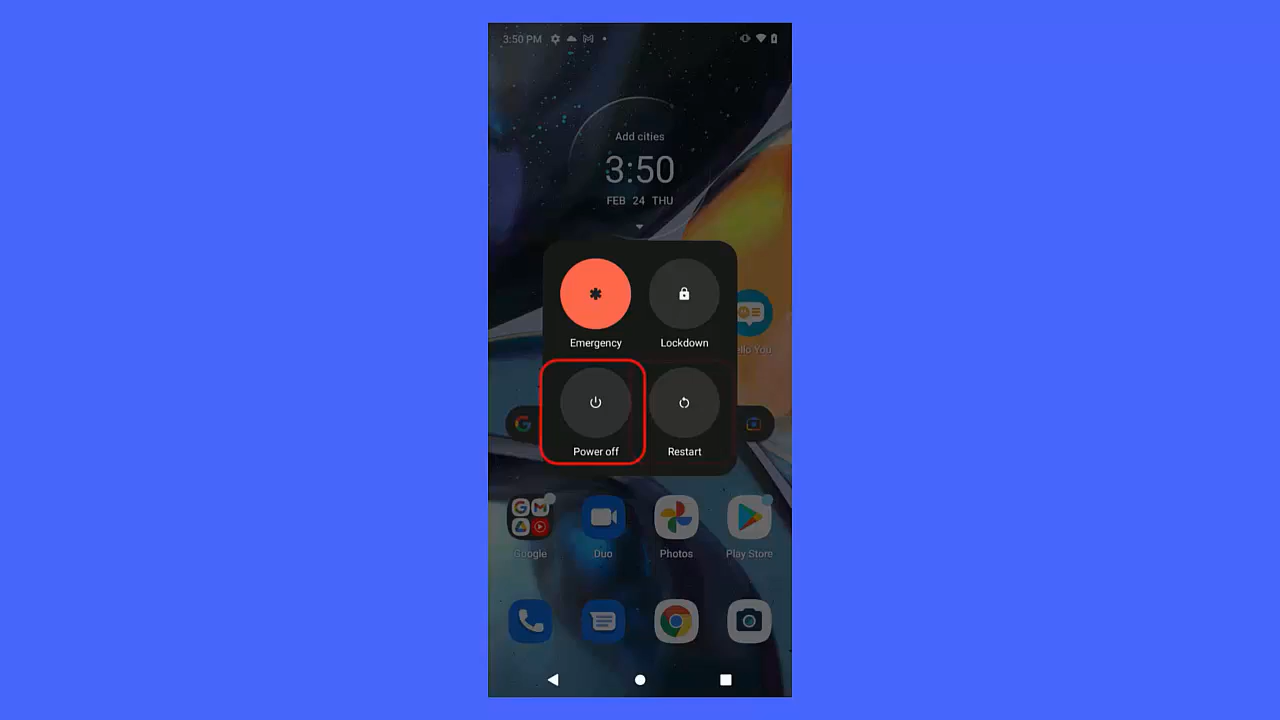 3:50 PM
Add cities
3:50
FEB 24 THU
Emergency
Lockdown
Power off
Restart
Google
Duo
Photos
Play Store